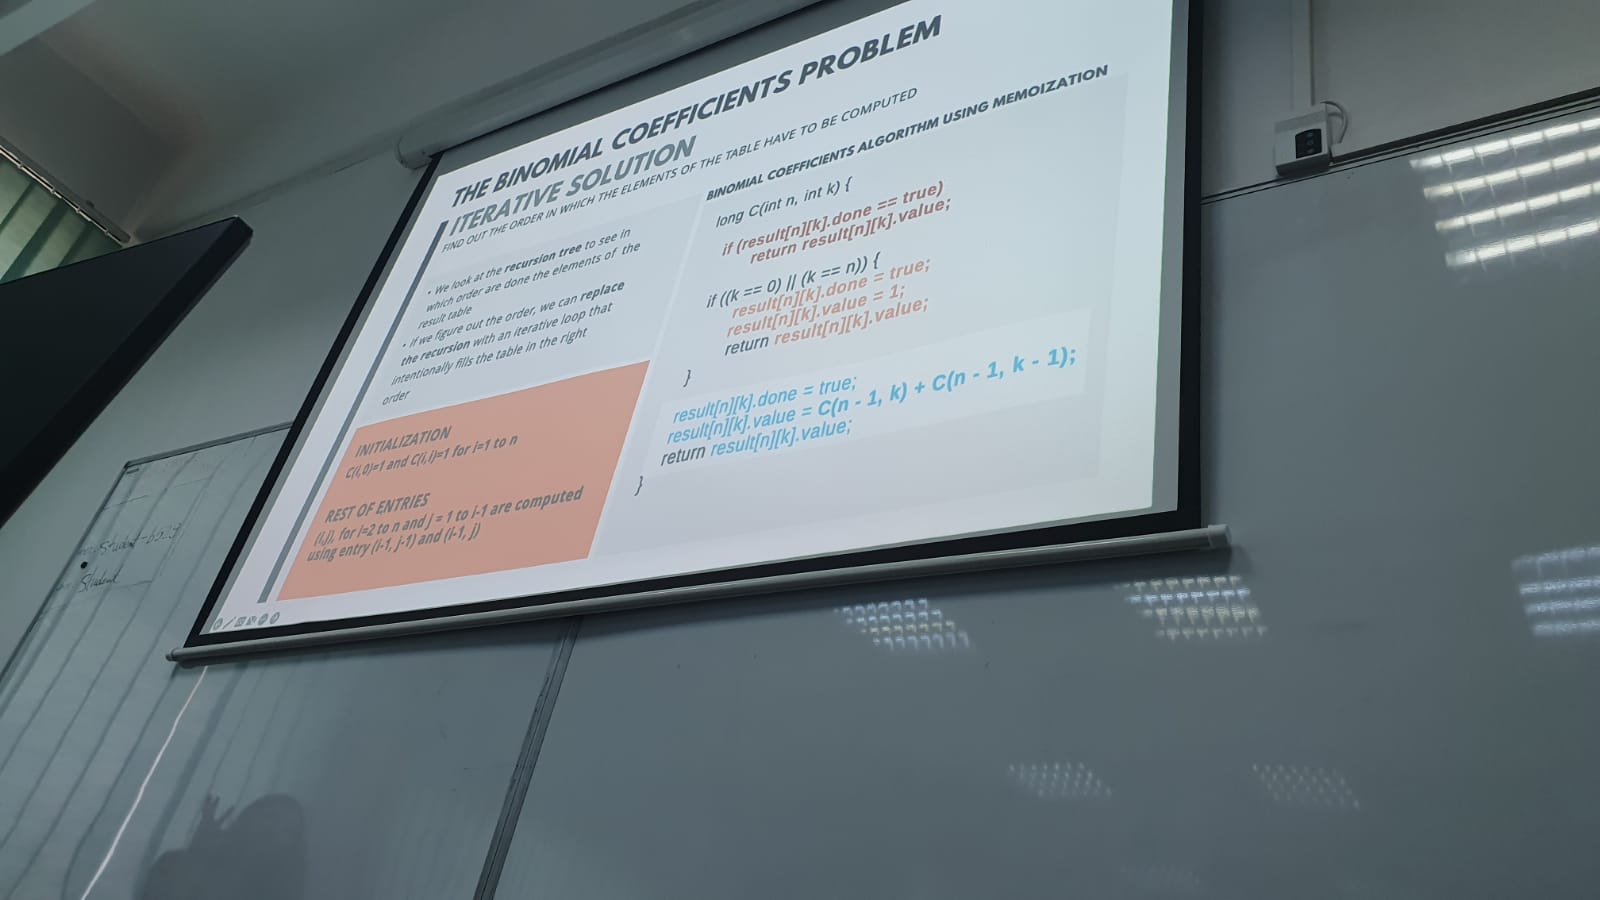 THE BINOMIAL COEFFICIENTS PROBLEM
ITERATIVE SOLUTION
FIND OUT THE ORDER IN WHICH THE ELEMENTS OF THE TABLE HAVE TO BE COMPUTED
• We look at the recursion tree to see in
which order are done the elements of the
result table
• If we figure out the order, we can replace
the recursion with an iterative loop that
intentionally fills the table in the right
order
INITIALIZATION
C(i,0)=1 and C(i,i)=1 for i=1 to n
REST OF ENTRIES
(i,j), for i=2 to n and j = 1 to i-1 are computed
using entry (i-1, j-1) and (i-1, j)
BINOMIAL COEFFICIENTS ALGORITHM USING MEMOIZATION
long C(int n, int k) {
if (result[n][k].done == true)
return result[n][k].value;
if ((k == 0) || (k == n)) {
result[n][k].done = true;
result[n][k].value = 1;
return result[n][k].value;
}
result[n][k].done = true;
result[n][k].value = C(n - 1, k) + C(n - 1, k - 1);
return result[n][k].value;
}
Student